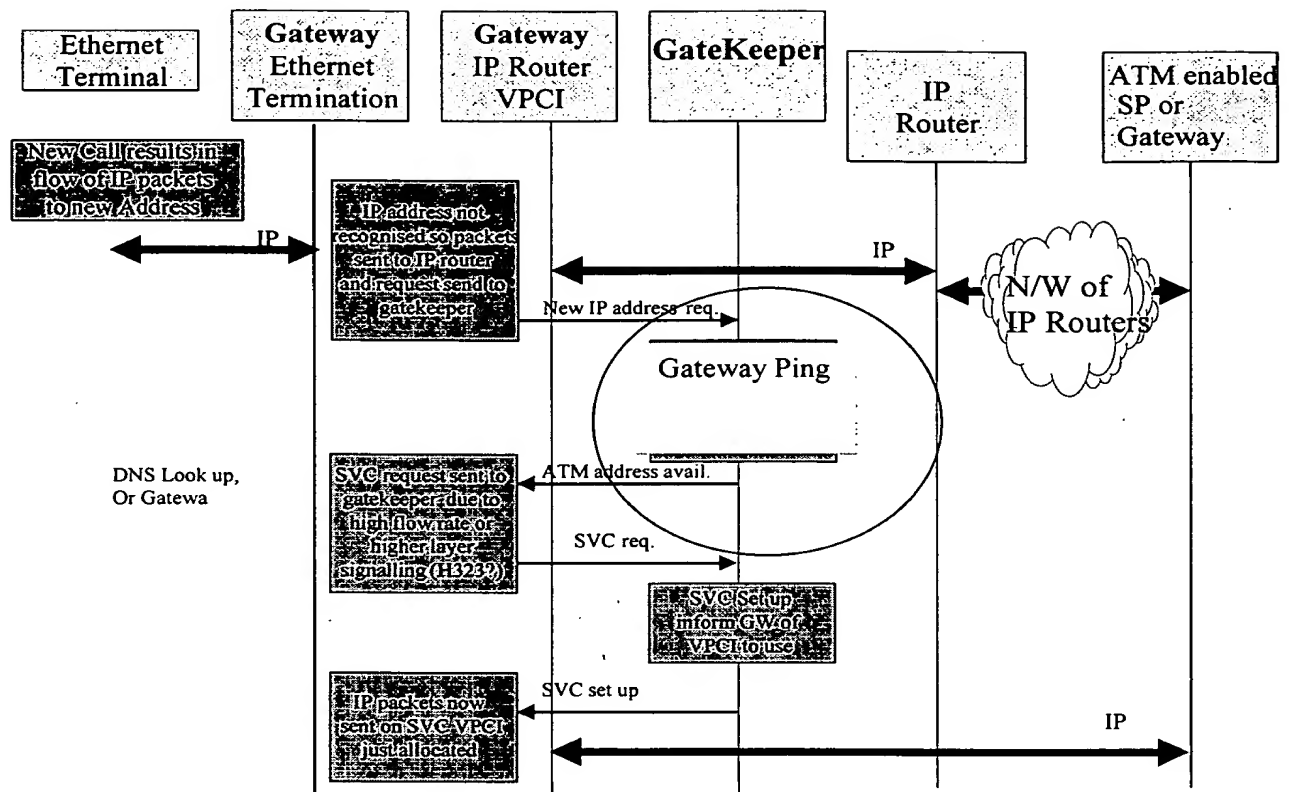 Ethernet
Terminal
Gateway
Ethernet
Termination
Gateway
IP Router
VPCI
GateKeeper
IP
Router
ATM enabled
SP or
Gateway
New Call results in
flow of IP packets
to new Address
IP
IP address not
recognised so packets
sent to IP router
and request send to
gatekeeper
IP
N/W of
IP Routers
New IP address req.
Gateway Ping
DNS Look up,
Or Gatewa
SVC request sent to
gatekeeper due to
high flow rate or
higher layer
signalling (H323?)
ATM address avail.
SVC req.
SVC Set up
inform GW of
VPCI to use
IP packets now
sent on SVC VPCI
just allocated
SVC set up
IP